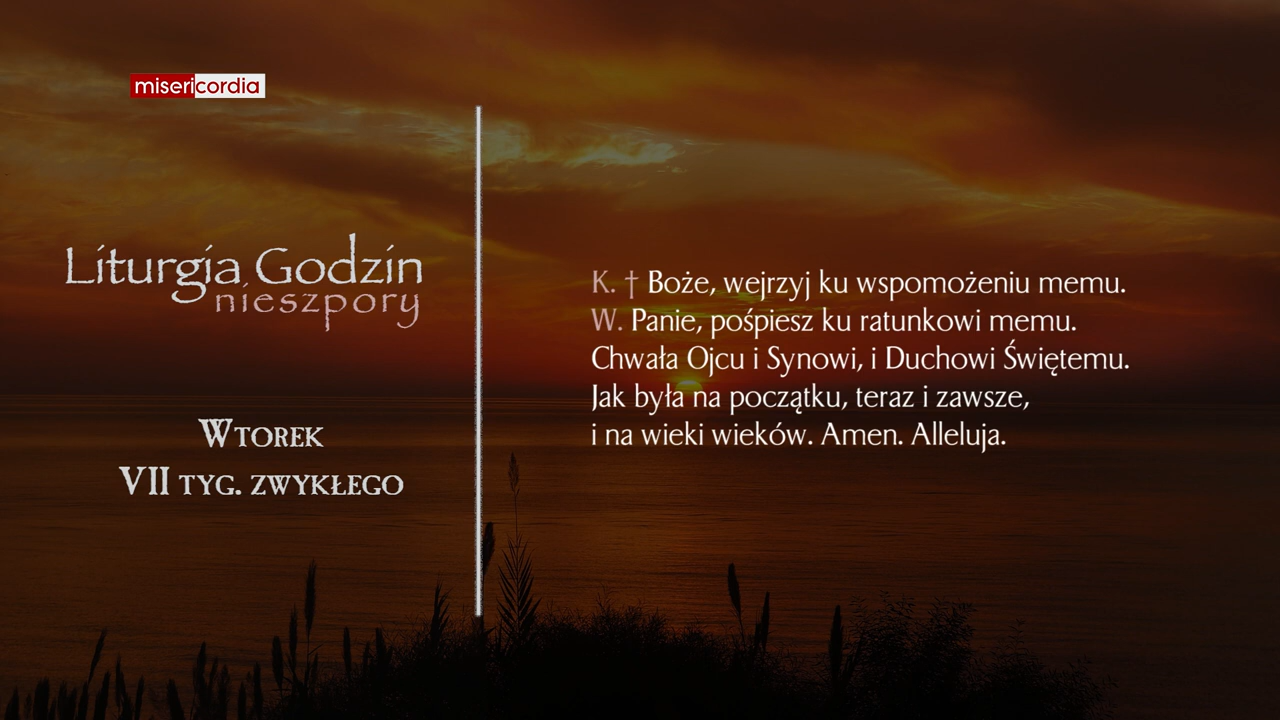 misericordia
Liturgia Godzin
nieszpory
Wtorek
VII tyg. zwykłego
K. † Boże, wejrzyj ku wspomożeniu memu.
W. Panie, pośpiesz ku ratunkowi memu.
Chwała Ojcu i Synowi, i Duchowi Świętemu.
Jak była na początku, teraz i zawsze,
i na wieki wieków. Amen. Alleluja.